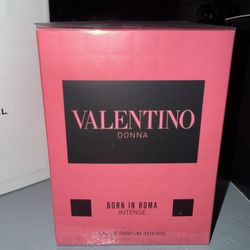 L
VALENTINO
DONNA
BORN IN ROMA
INTENSE
EAU DE PARFUM INTENSE